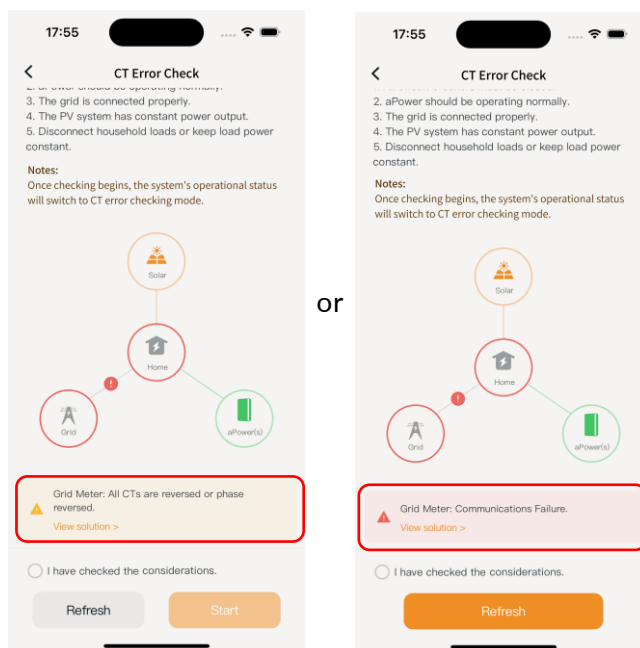 17:55
CT Error Check
3. The grid is connected properly.
4. The PV system has constant power output.
5. Disconnect household loads or keep load power
constant.
Notes:
Once checking begins, the system's operational status
will switch to CT error checking mode.
Solar
Home
Grid
aPower(s)
Grid Meter: All CTs are reversed or phase
reversed.
View solution >
I have checked the considerations.
Refresh
Start
or
17:55
CT Error Check
2. aPower should be operating normally.
3. The grid is connected properly.
4. The PV system has constant power output.
5. Disconnect household loads or keep load power
constant.
Notes:
Once checking begins, the system's operational status
will switch to CT error checking mode.
Solar
Home
Grid
aPower(s)
Grid Meter: Communications Failure.
View solution >
I have checked the considerations.
Refresh